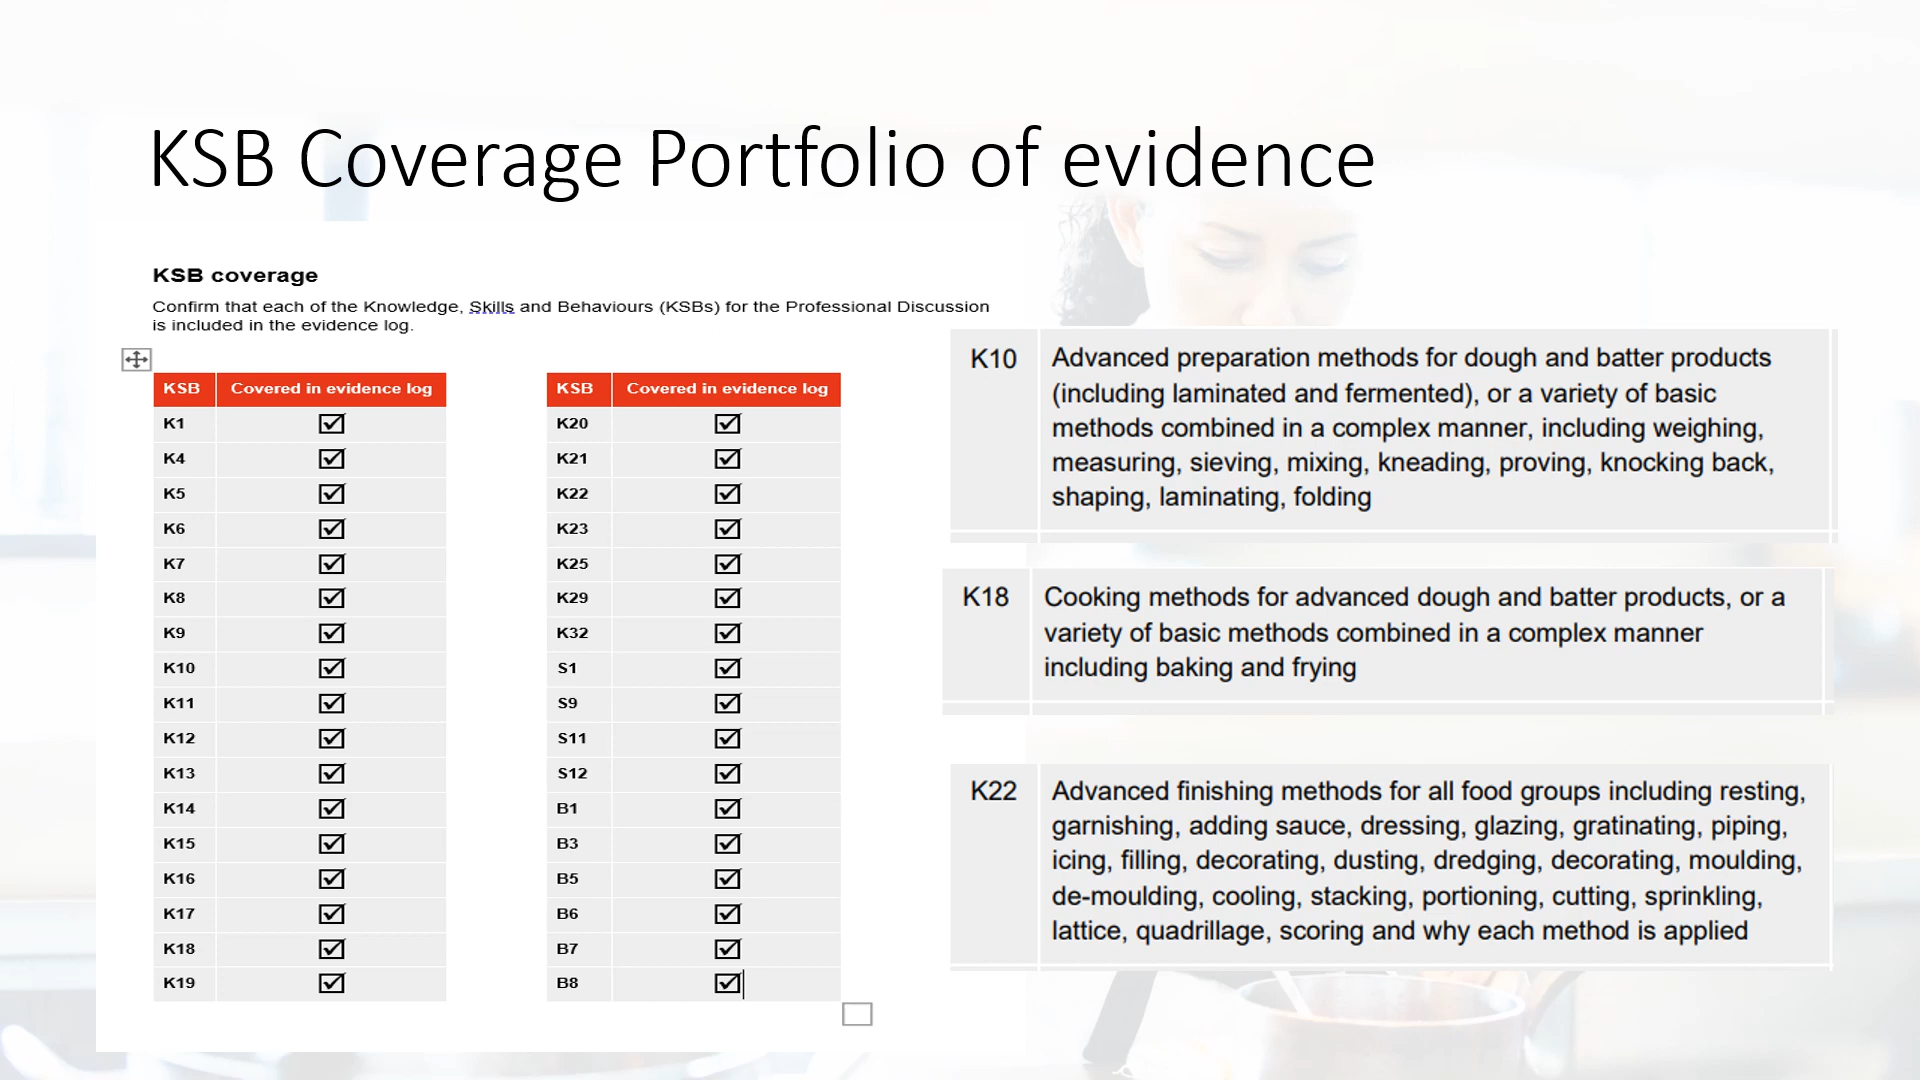 KSB Coverage Portfolio of evidence
KSB coverage
Confirm that each of the Knowledge, Skills and Behaviours (KSBs) for the Professional Discussion
is included in the evidence log.
KSB Covered in evidence log
K1
K4
K5
K6
K7
K8
K9
K10
K11
K12
K13
K14
K15
K16
K17
K18
K19
KSB Covered in evidence log
K20
K21
K22
K23
K25
K29
K32
S1
S9
S11
S12
B1
B3
B5
B6
B7
B8
K10 Advanced preparation methods for dough and batter products
(including laminated and fermented), or a variety of basic
methods combined in a complex manner, including weighing,
measuring, sieving, mixing, kneading, proving, knocking back,
shaping, laminating, folding
K18 Cooking methods for advanced dough and batter products, or a
variety of basic methods combined in a complex manner
including baking and frying
K22 Advanced finishing methods for all food groups including resting,
garnishing, adding sauce, dressing, glazing, gratinating, piping,
icing, filling, decorating, dusting, dredging, decorating, moulding,
de-moulding, cooling, stacking, portioning, cutting, sprinkling,
lattice, quadrillage, scoring and why each method is applied